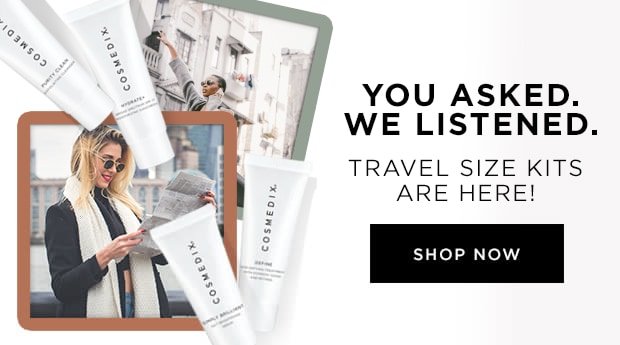 COSMEDIX.
PURITY CLEAN
COSMEDIX.
HYDRATE+
COSMEDIX.
DEFINE
COSMEDIX.
SIMPLY BRILLIANT
YOU ASKED.
WE LISTENED.
TRAVEL SIZE KITS
ARE HERE!
SHOP NOW